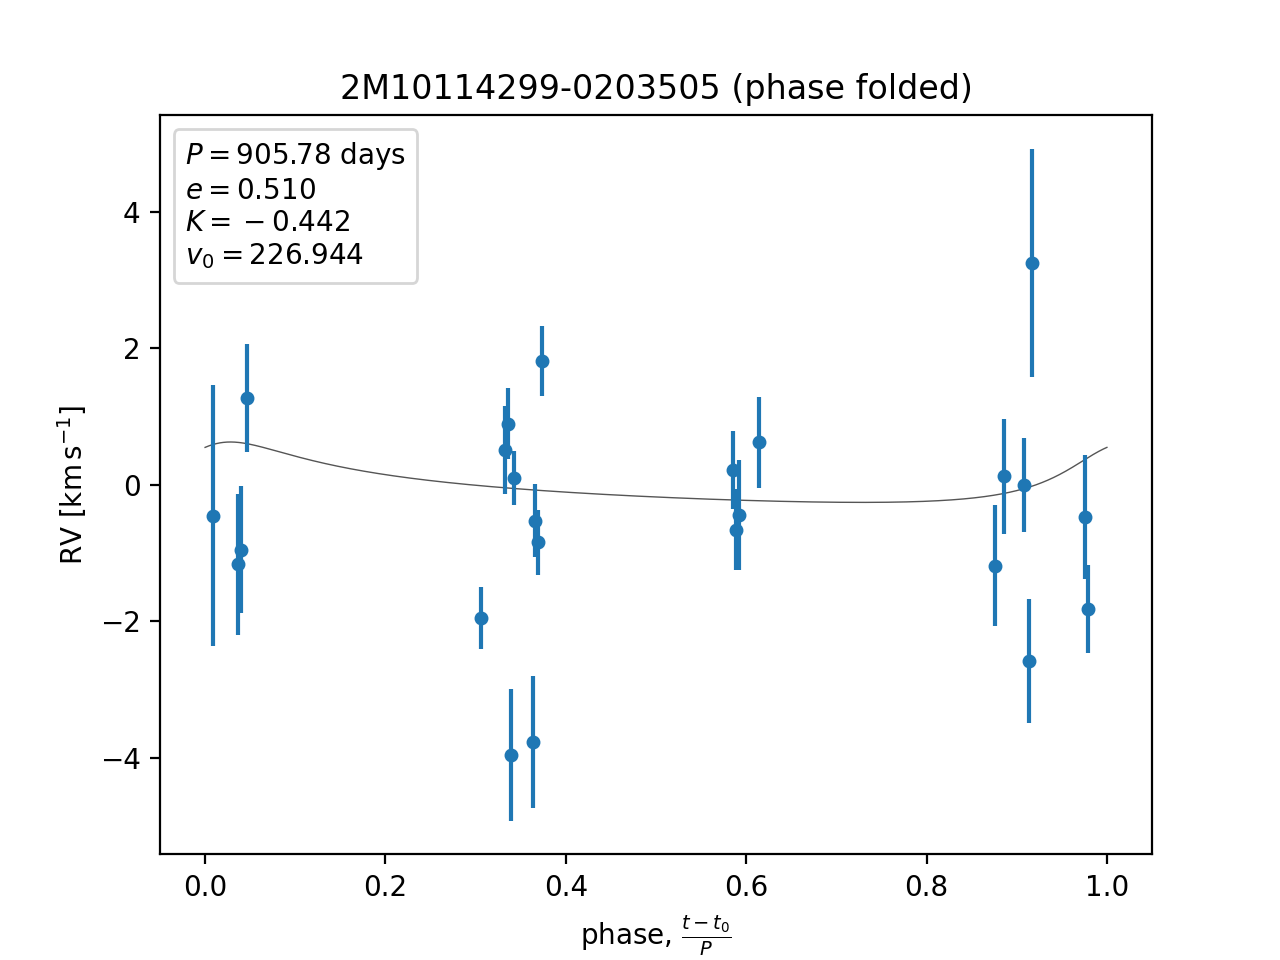 2M10114299-0203505 (phase folded)
P = 905.78 days
e = 0.510
K = −0.442
v₀ = 226.944
4
2
0
−2
−4
RV [km s⁻¹]
0.0 0.2 0.4 0.6 0.8 1.0
phase, (t − t₀)/P